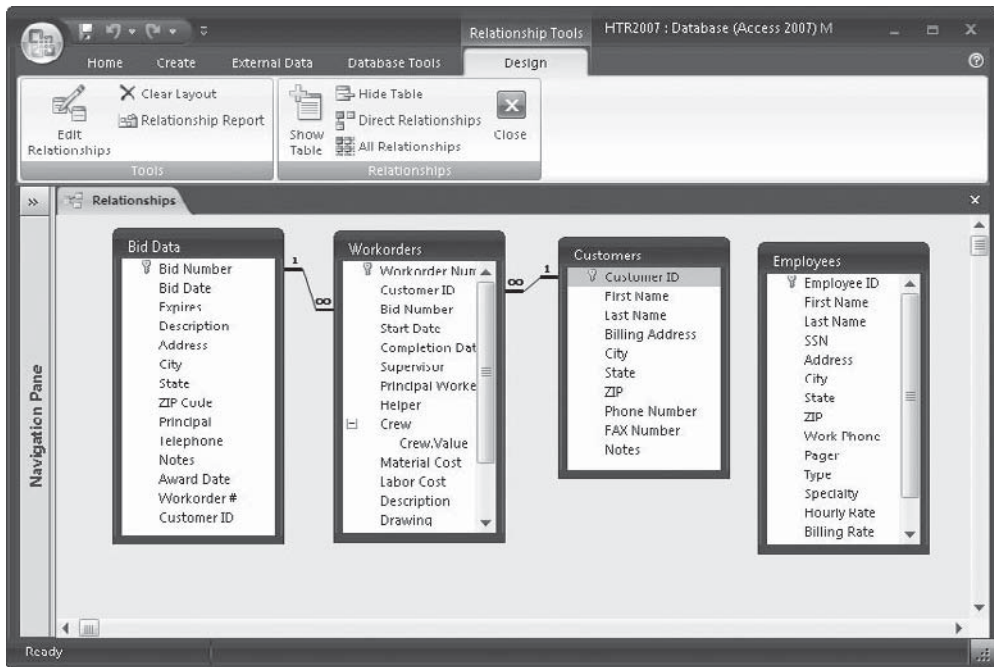 Relationship Tools
HTR2007 : Database (Access 2007) M
Home Create External Data Database Tools Design
Edit Relationships
Clear Layout
Relationship Report
Tools
Show Table
Hide Table
Direct Relationships
All Relationships
Close
Relationships
Relationships
Navigation Pane
Bid Data
Bid Number
Bid Date
Expires
Description
Address
City
State
ZIP Code
Principal
Telephone
Notes
Award Date
Workorder #
Customer ID
1
∞
Workorders
Workorder Num
Customer ID
Bid Number
Start Date
Completion Dat
Supervisor
Principal Worke
Helper
Crew
Crew.Value
Material Cost
Labor Cost
Description
Drawing
∞
1
Customers
Customer ID
First Name
Last Name
Billing Address
City
State
ZIP
Phone Number
FAX Number
Notes
Employees
Employee ID
First Name
Last Name
SSN
Address
City
State
ZIP
Work Phone
Pager
Type
Specialty
Hourly Rate
Billing Rate
Ready